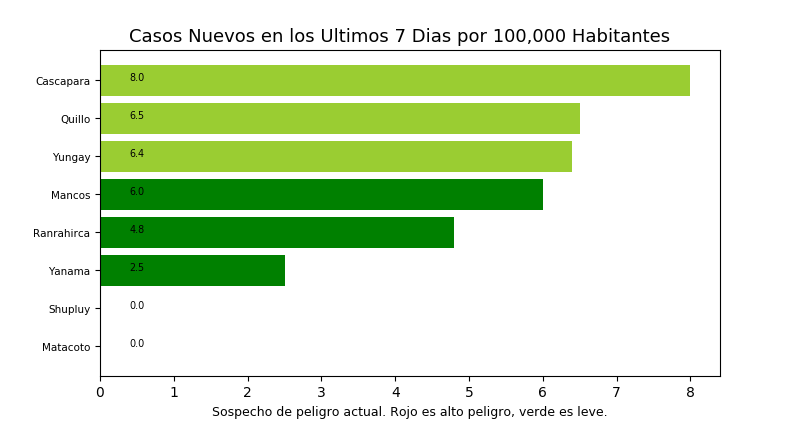 Casos Nuevos en los Ultimos 7 Dias por 100,000 Habitantes
Cascapara 8.0
Quillo 6.5
Yungay 6.4
Mancos 6.0
Ranrahirca 4.8
Yanama 2.5
Shupluy 0.0
Matacoto 0.0
0 1 2 3 4 5 6 7 8
Sospecho de peligro actual. Rojo es alto peligro, verde es leve.